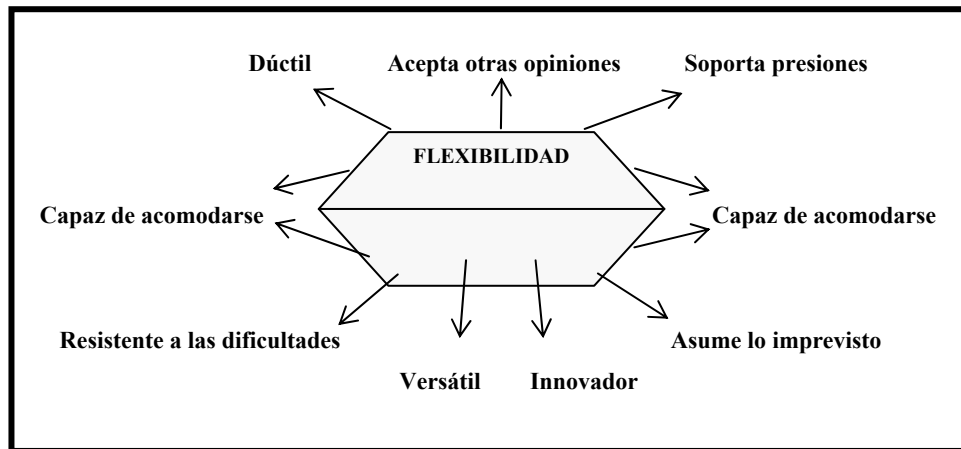 Dúctil
Acepta otras opiniones
Soporta presiones
FLEXIBILIDAD
Capaz de acomodarse
Capaz de acomodarse
Resistente a las dificultades
Asume lo imprevisto
Versátil
Innovador